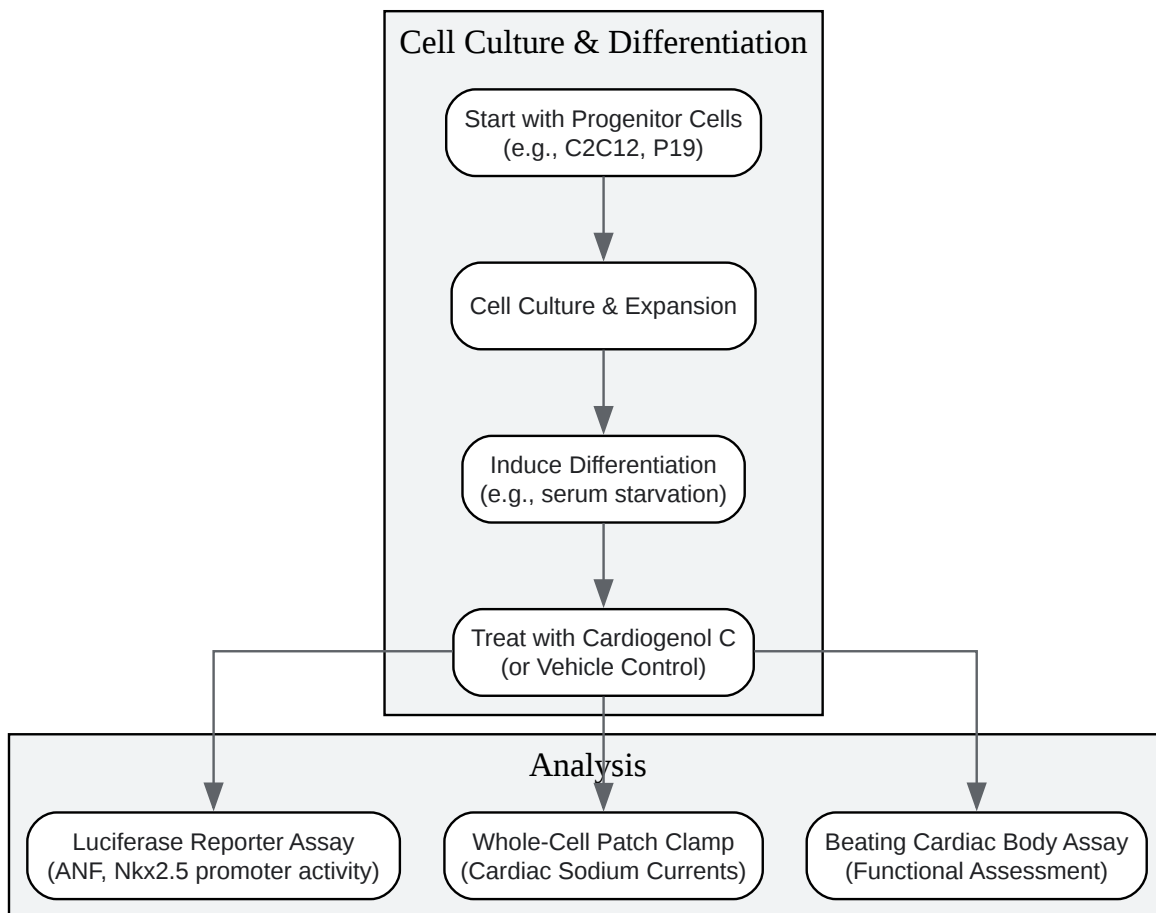 Cell Culture & Differentiation
Start with Progenitor Cells
(e.g., C2C12, P19)
Cell Culture & Expansion
Induce Differentiation
(e.g., serum starvation)
Treat with Cardiogenol C
(or Vehicle Control)
Analysis
Luciferase Reporter Assay
(ANF, Nkx2.5 promoter activity)
Whole-Cell Patch Clamp
(Cardiac Sodium Currents)
Beating Cardiac Body Assay
(Functional Assessment)